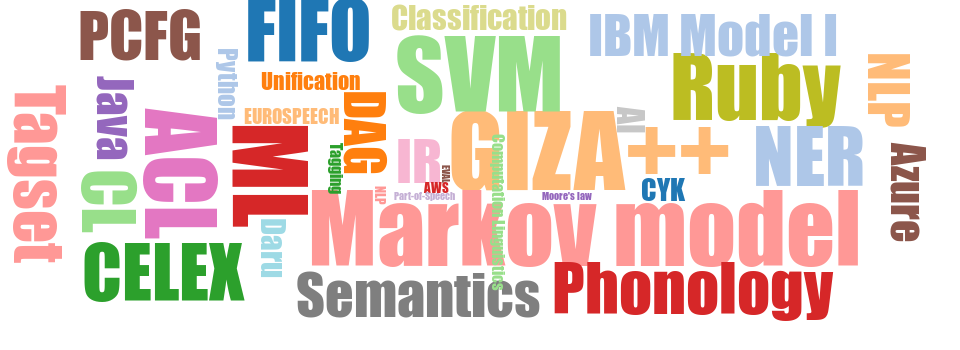 PCFG
FIFO
Classification
IBM Model I
SVM
Python
Unification
Ruby
NLP
Java
Tagset
EUROSPEECH
DAG
AI
ACL
ML
GIZA++
NER
IR
Tagging
Computation Linguistics
Azure
EVAL
AWS
CYK
CL
NLP
Part-of-Speech
Moore's law
Markov model
Daru
CELEX
Semantics
Phonology